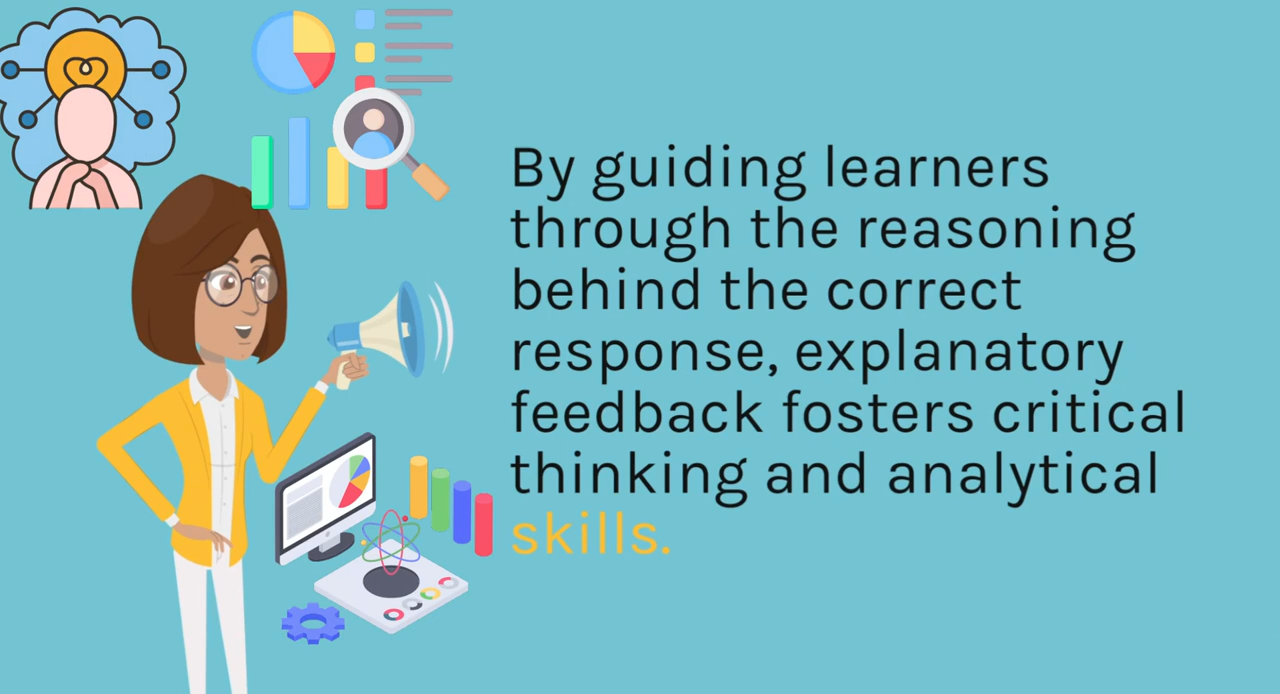 By guiding learners
through the reasoning
behind the correct
response, explanatory
feedback fosters critical
thinking and analytical
skills.